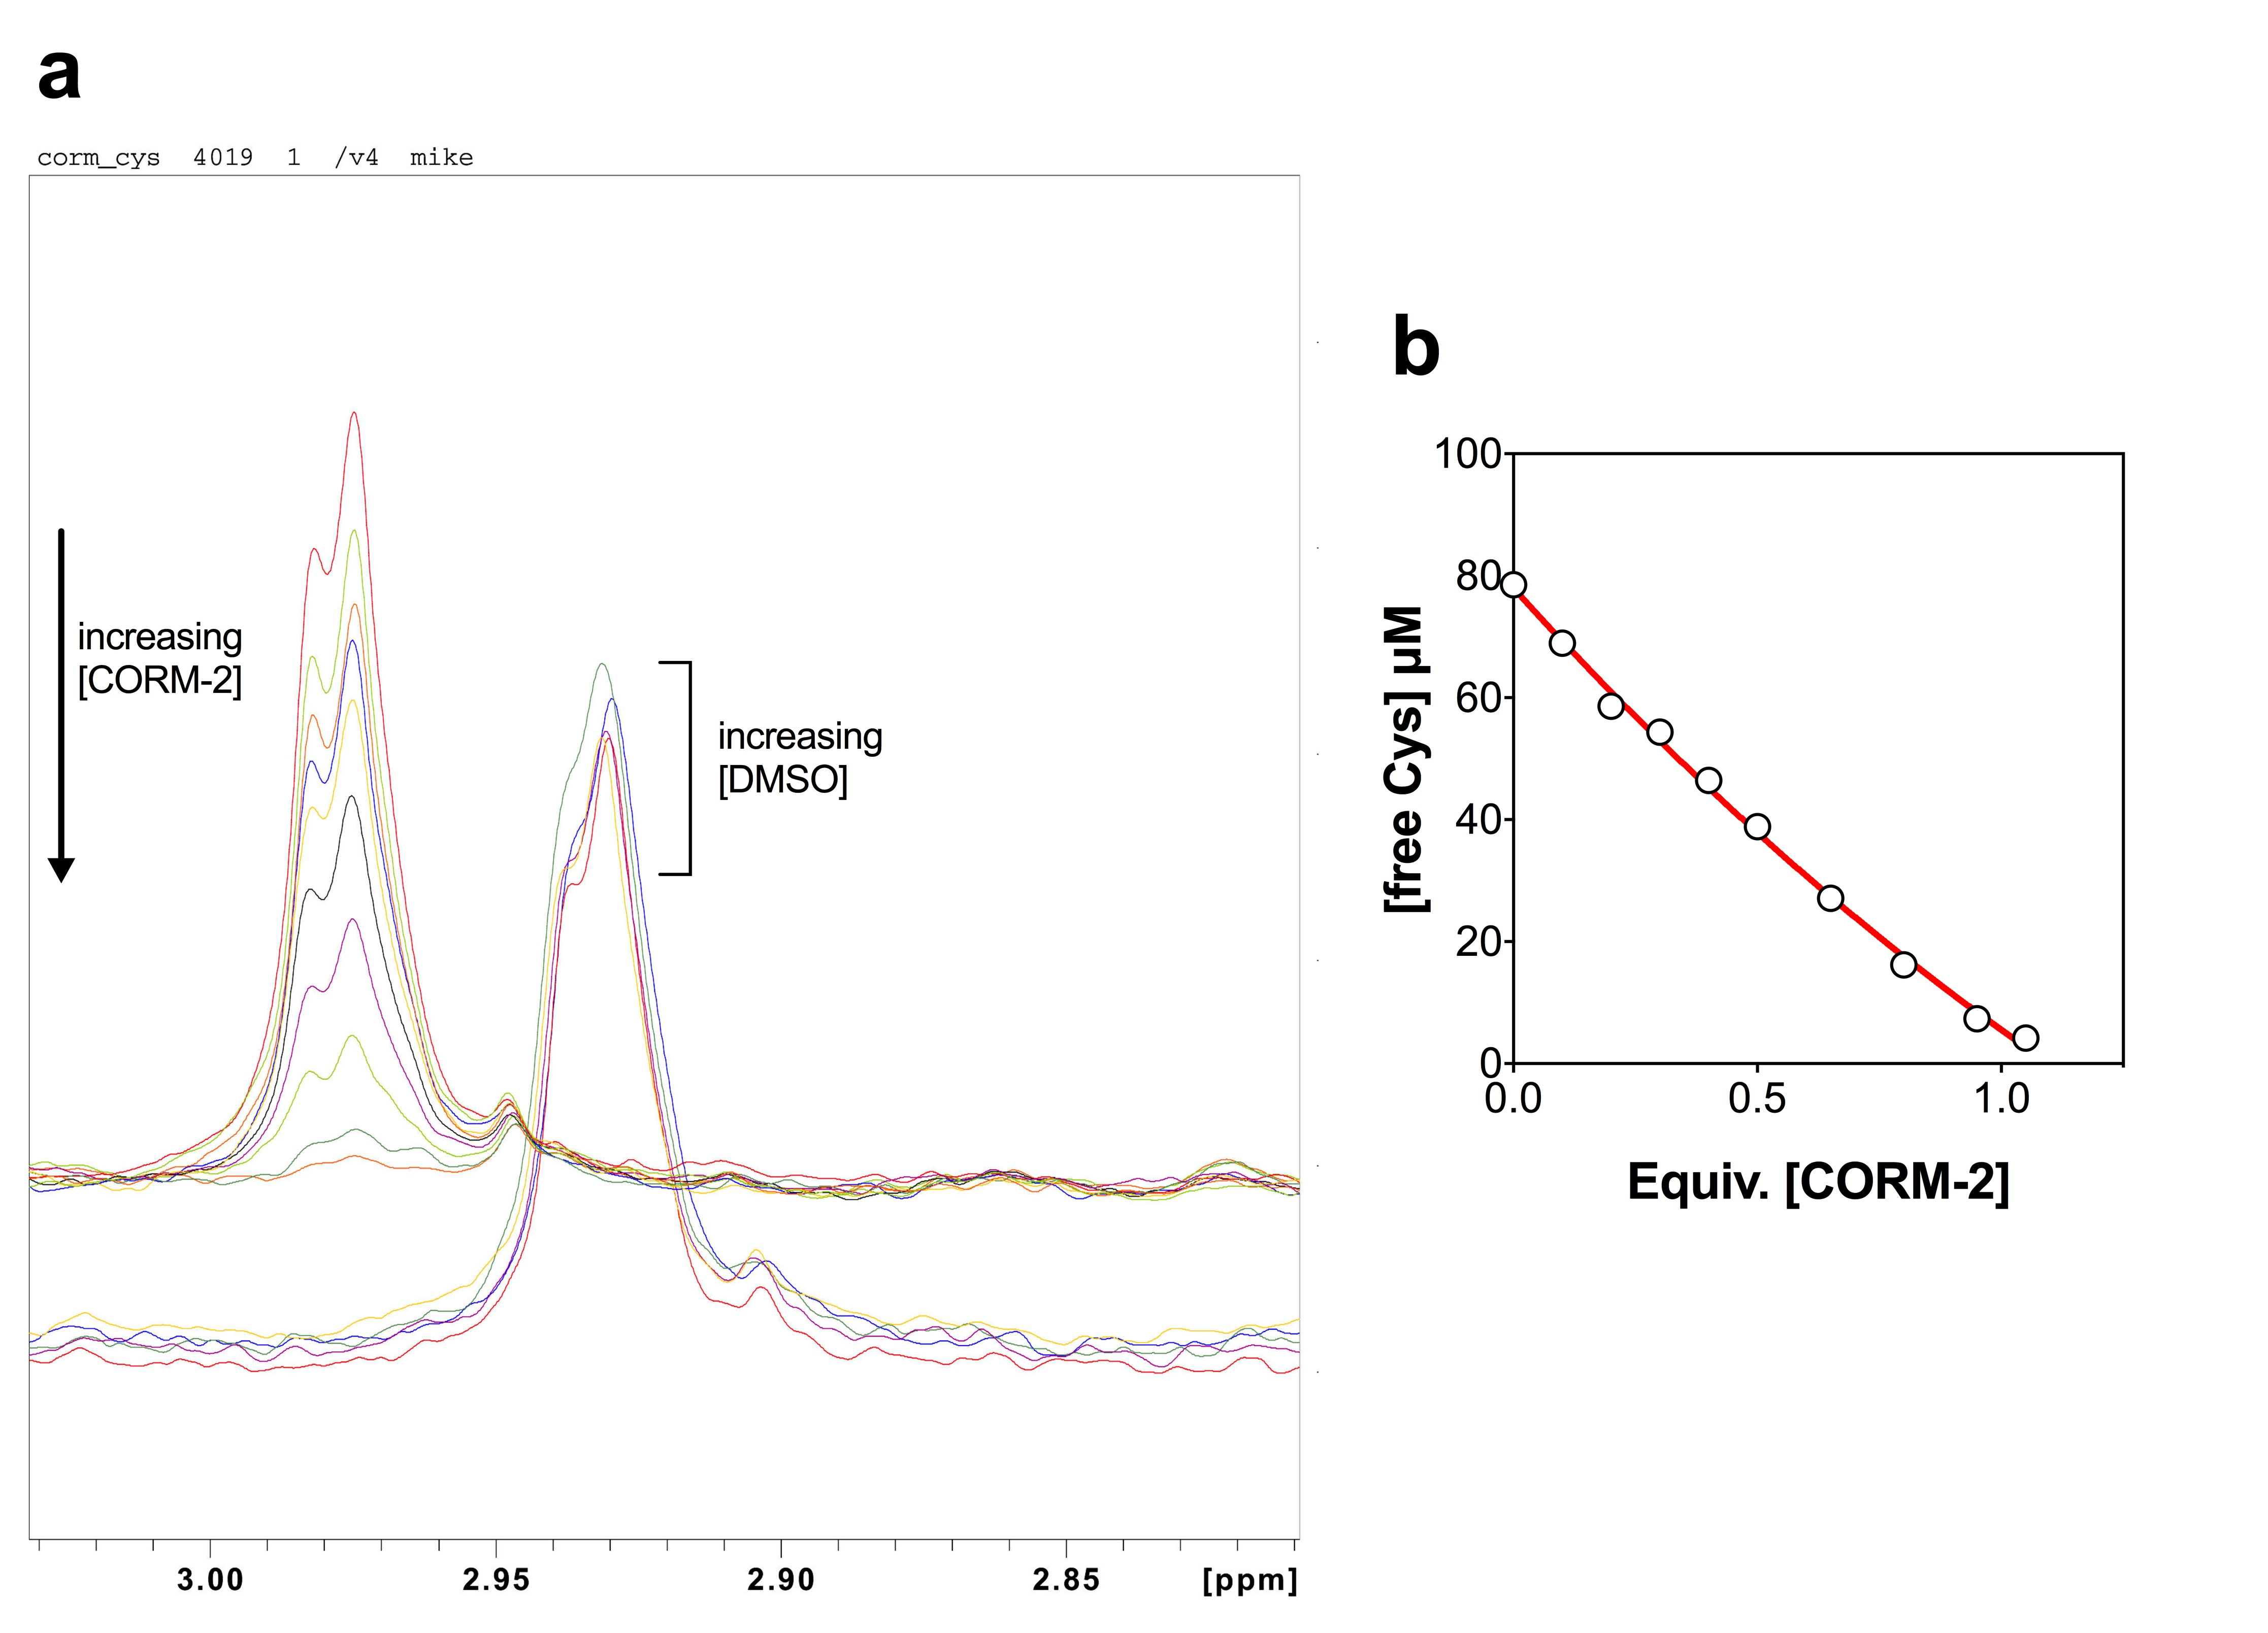 a
corm_cys 4019 1 /v4 mike
increasing
[CORM-2]
increasing
[DMSO]
3.00 2.95 2.90 2.85 [ppm]
b
100
80
60
40
20
0
[free Cys] µM
0.0 0.5 1.0
Equiv. [CORM-2]